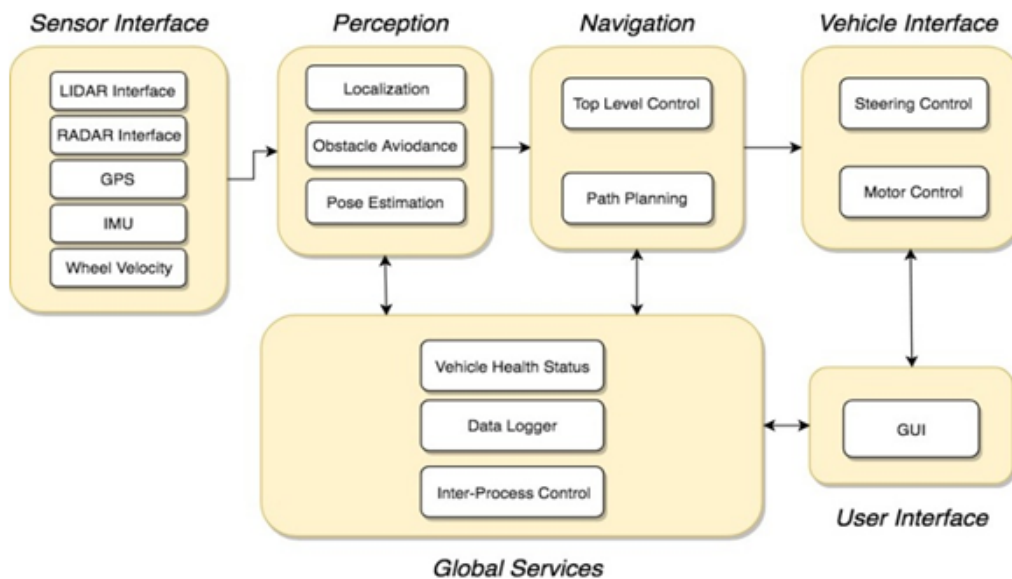 Sensor Interface
LIDAR Interface
RADAR Interface
GPS
IMU
Wheel Velocity
Perception
Localization
Obstacle Aviodance
Pose Estimation
Navigation
Top Level Control
Path Planning
Vehicle Interface
Steering Control
Motor Control
Vehicle Health Status
Data Logger
Inter-Process Control
Global Services
GUI
User Interface